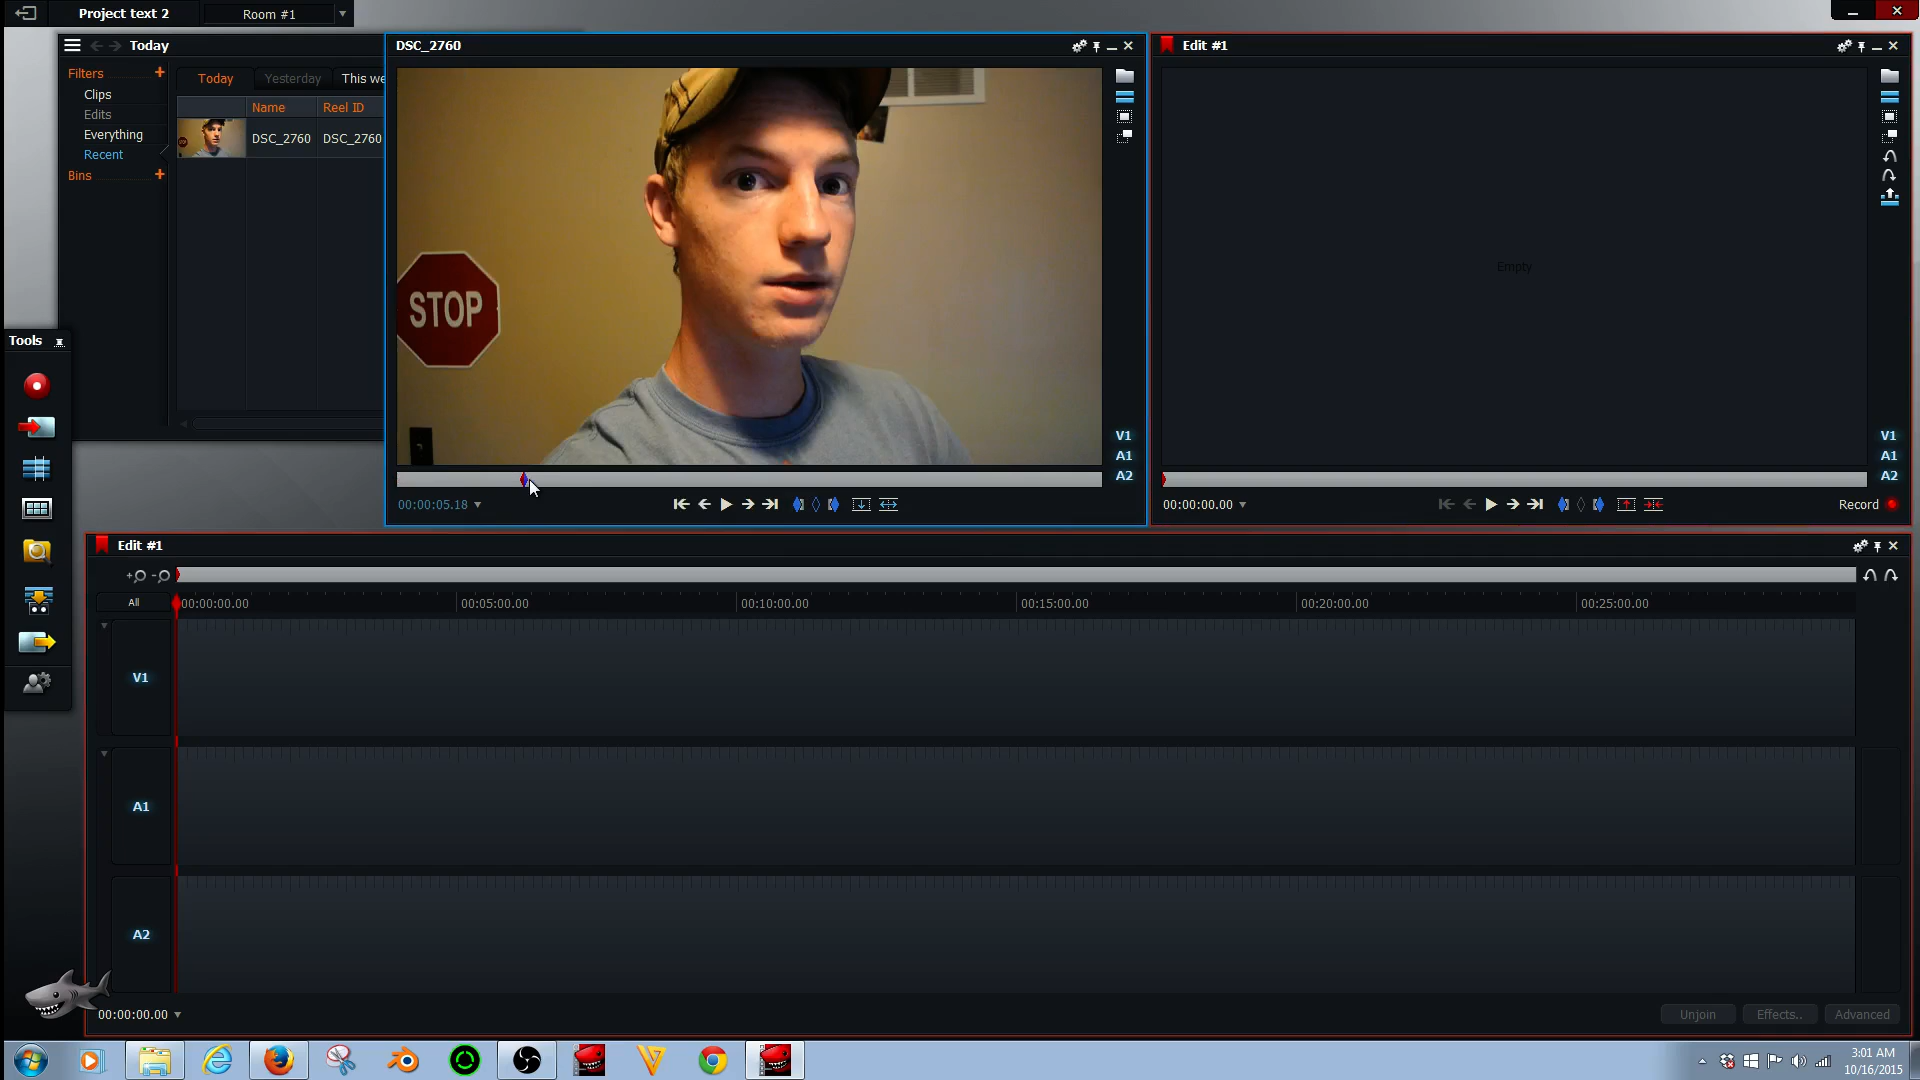 Project text 2
Room #1
Today
Filters +
Clips
Edits
Everything
Recent
Bins +
Today Yesterday This we
Name Reel ID
DSC_2760 DSC_2760
DSC_2760
STOP
V1
A1
A2
00:00:05.18
Edit #1
Empty
V1
A1
A2
00:00:00.00
Record
Tools
Edit #1
All
00:00:00.00 00:05:00.00 00:10:00.00 00:15:00.00 00:20:00.00 00:25:00.00
V1
A1
A2
00:00:00.00
Unjoin Effects.. Advanced
3:01 AM
10/16/2015